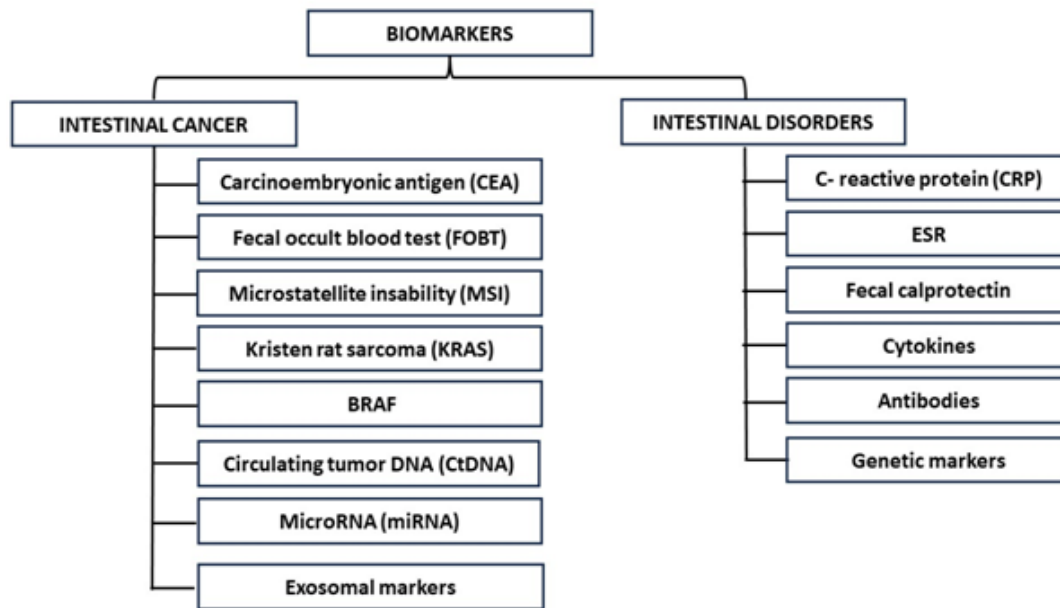 BIOMARKERS
INTESTINAL CANCER
Carcinoembryonic antigen (CEA)
Fecal occult blood test (FOBT)
Microstatellite insability (MSI)
Kristen rat sarcoma (KRAS)
BRAF
Circulating tumor DNA (CtDNA)
MicroRNA (miRNA)
Exosomal markers
INTESTINAL DISORDERS
C- reactive protein (CRP)
ESR
Fecal calprotectin
Cytokines
Antibodies
Genetic markers